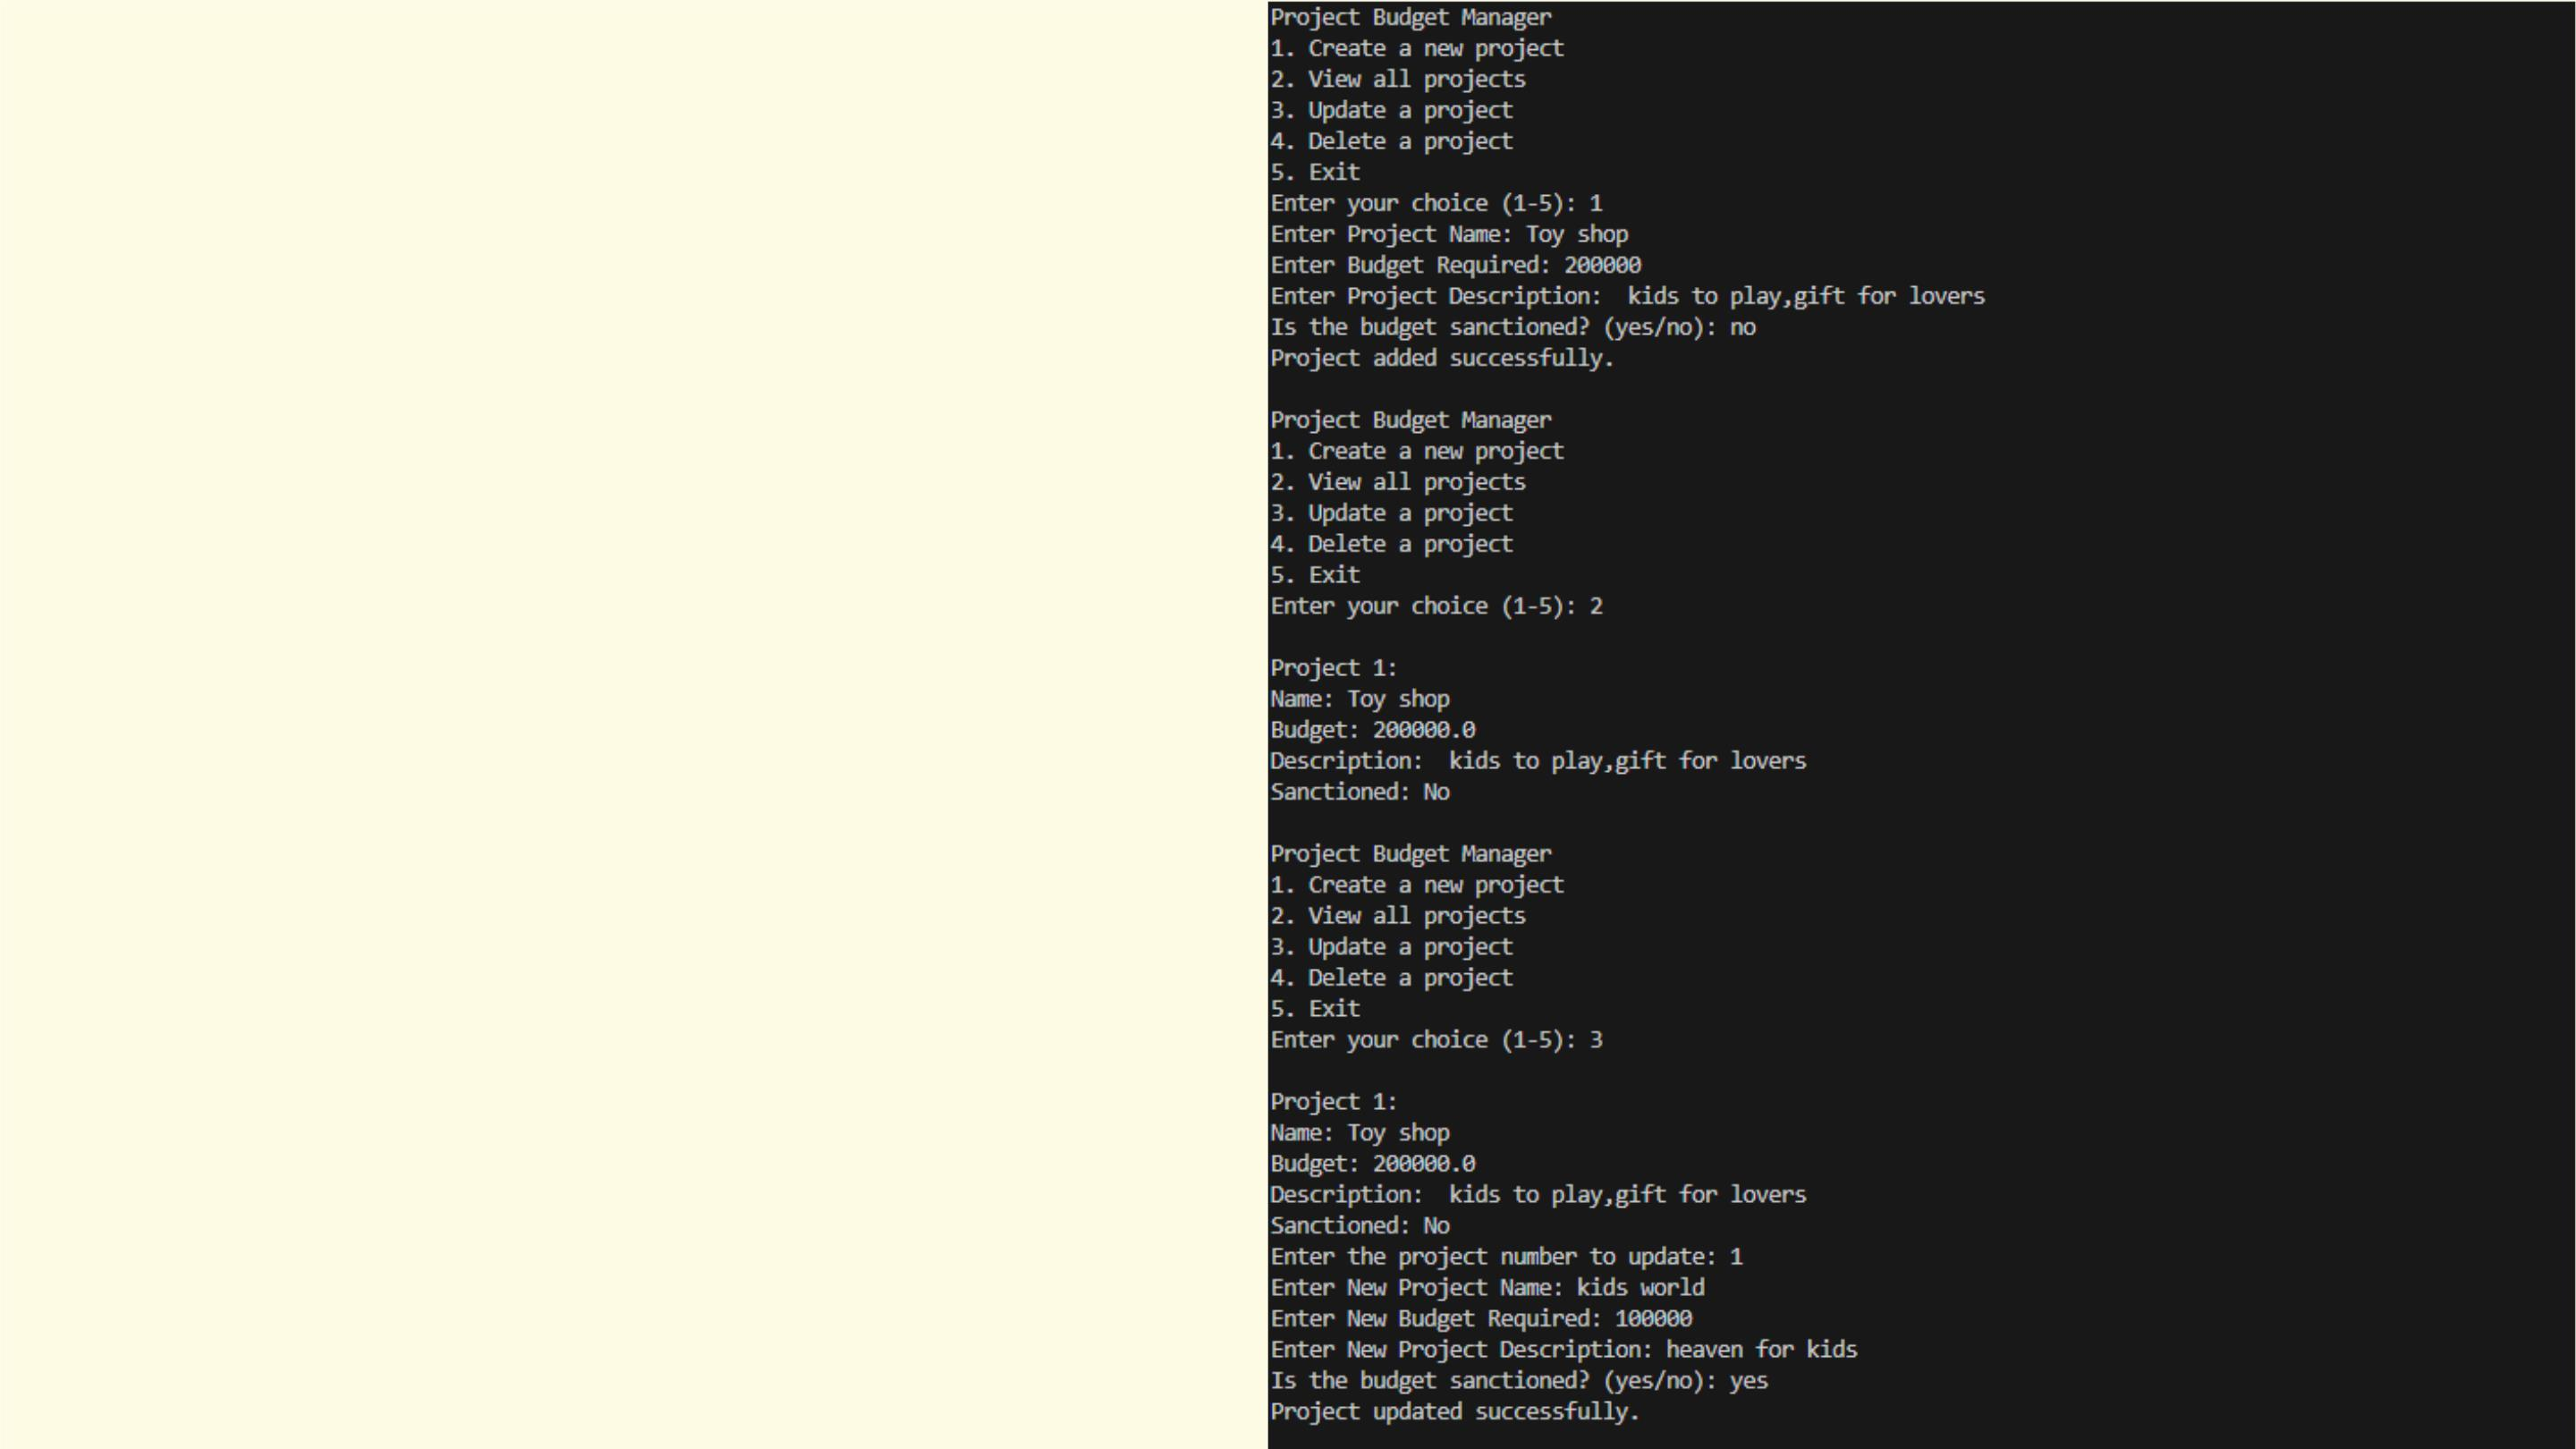 Project Budget Manager
1. Create a new project
2. View all projects
3. Update a project
4. Delete a project
5. Exit
Enter your choice (1-5): 1
Enter Project Name: Toy shop
Enter Budget Required: 200000
Enter Project Description:  kids to play,gift for lovers
Is the budget sanctioned? (yes/no): no
Project added successfully.

Project Budget Manager
1. Create a new project
2. View all projects
3. Update a project
4. Delete a project
5. Exit
Enter your choice (1-5): 2

Project 1:
Name: Toy shop
Budget: 200000.0
Description:  kids to play,gift for lovers
Sanctioned: No

Project Budget Manager
1. Create a new project
2. View all projects
3. Update a project
4. Delete a project
5. Exit
Enter your choice (1-5): 3

Project 1:
Name: Toy shop
Budget: 200000.0
Description:  kids to play,gift for lovers
Sanctioned: No
Enter the project number to update: 1
Enter New Project Name: kids world
Enter New Budget Required: 100000
Enter New Project Description: heaven for kids
Is the budget sanctioned? (yes/no): yes
Project updated successfully.